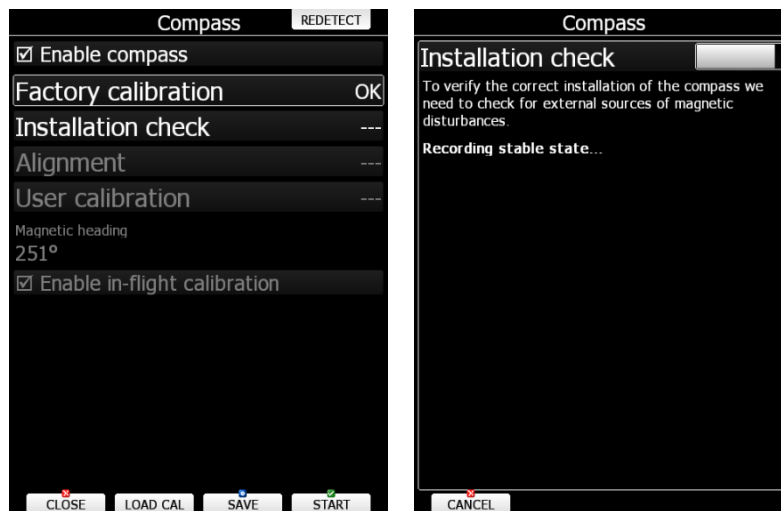 Compass
REDETECT
☑ Enable compass
Factory calibration OK
Installation check ---
Alignment ---
User calibration ---
Magnetic heading
251º
☑ Enable in-flight calibration
CLOSE
LOAD CAL
SAVE
START
Compass
Installation check
To verify the correct installation of the compass we
need to check for external sources of magnetic
disturbances.
Recording stable state...
CANCEL